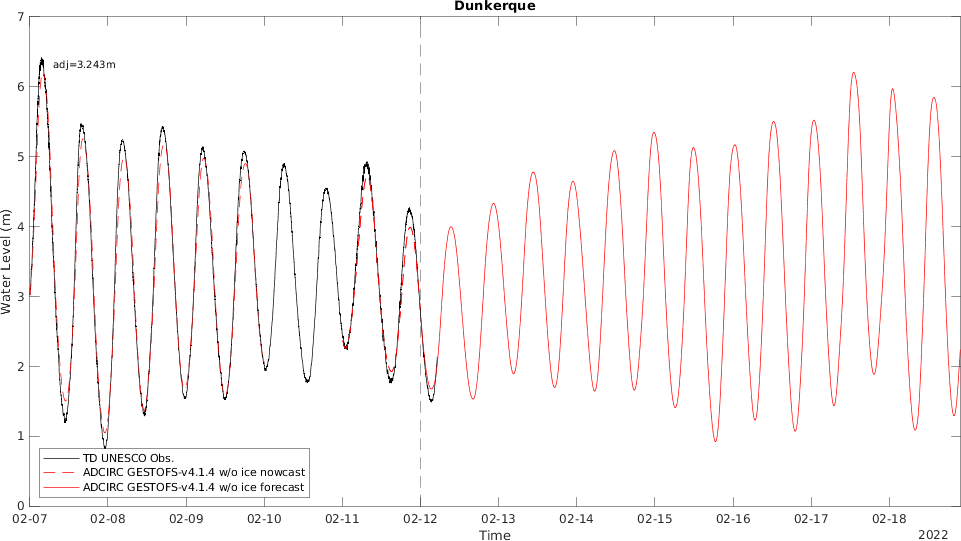 Dunkerque
7
6
5
4
3
2
1
0
Water Level (m)
adj=3.243m
TD UNESCO Obs.
ADCIRC GESTOFS-v4.1.4 w/o ice nowcast
ADCIRC GESTOFS-v4.1.4 w/o ice forecast
02-07 02-08 02-09 02-10 02-11 02-12 02-13 02-14 02-15 02-16 02-17 02-18
Time
2022